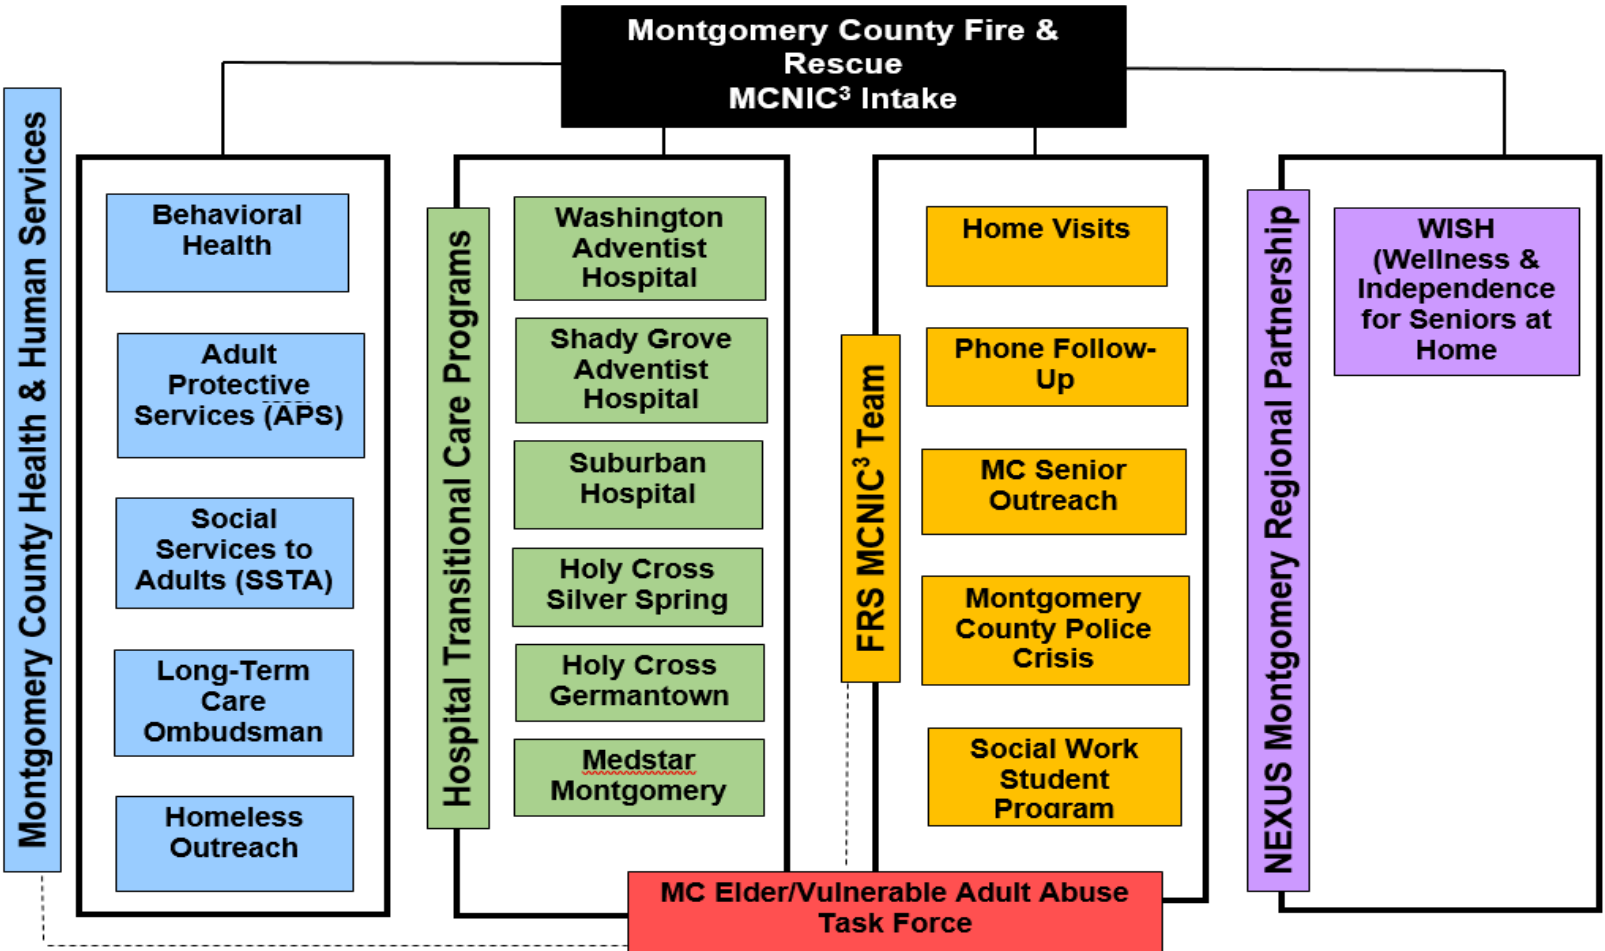 Montgomery County Fire &
Rescue
MCNIC³ Intake
Montgomery County Health & Human Services
Behavioral
Health
Adult
Protective
Services (APS)
Social
Services to
Adults (SSTA)
Long-Term
Care
Ombudsman
Homeless
Outreach
Hospital Transitional Care Programs
Washington
Adventist
Hospital
Shady Grove
Adventist
Hospital
Suburban
Hospital
Holy Cross
Silver Spring
Holy Cross
Germantown
Medstar
Montgomery
FRS MCNIC³ Team
Home Visits
Phone Follow-
Up
MC Senior
Outreach
Montgomery
County Police
Crisis
Social Work
Student
Program
NEXUS Montgomery Regional Partnership
WISH
(Wellness &
Independence
for Seniors at
Home
MC Elder/Vulnerable Adult Abuse
Task Force